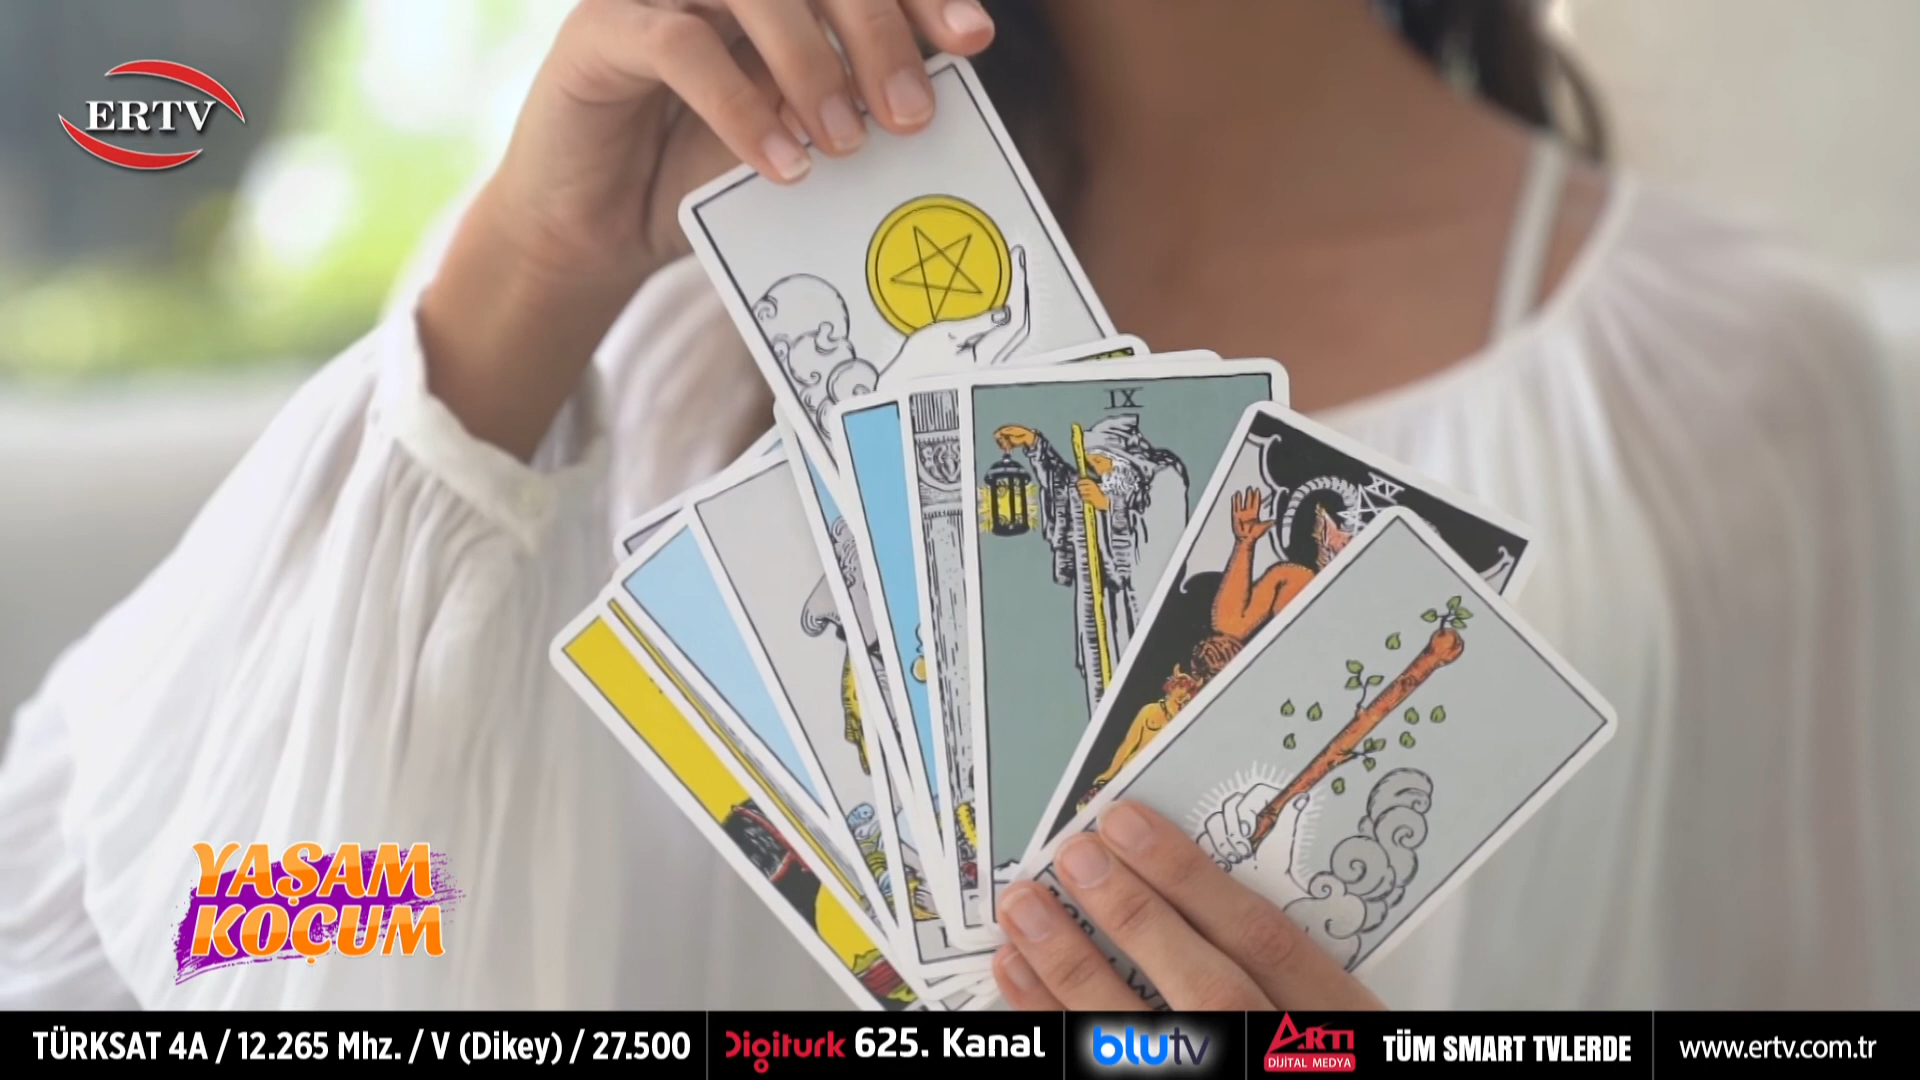 ERTV
IX
XV
YAŞAM
KOÇUM
TÜRKSAT 4A / 12.265 Mhz. / V (Dikey) / 27.500
Digiturk 625. Kanal
blutv
ARTI
DİJİTAL MEDYA
TÜM SMART TVLERDE
www.ertv.com.tr